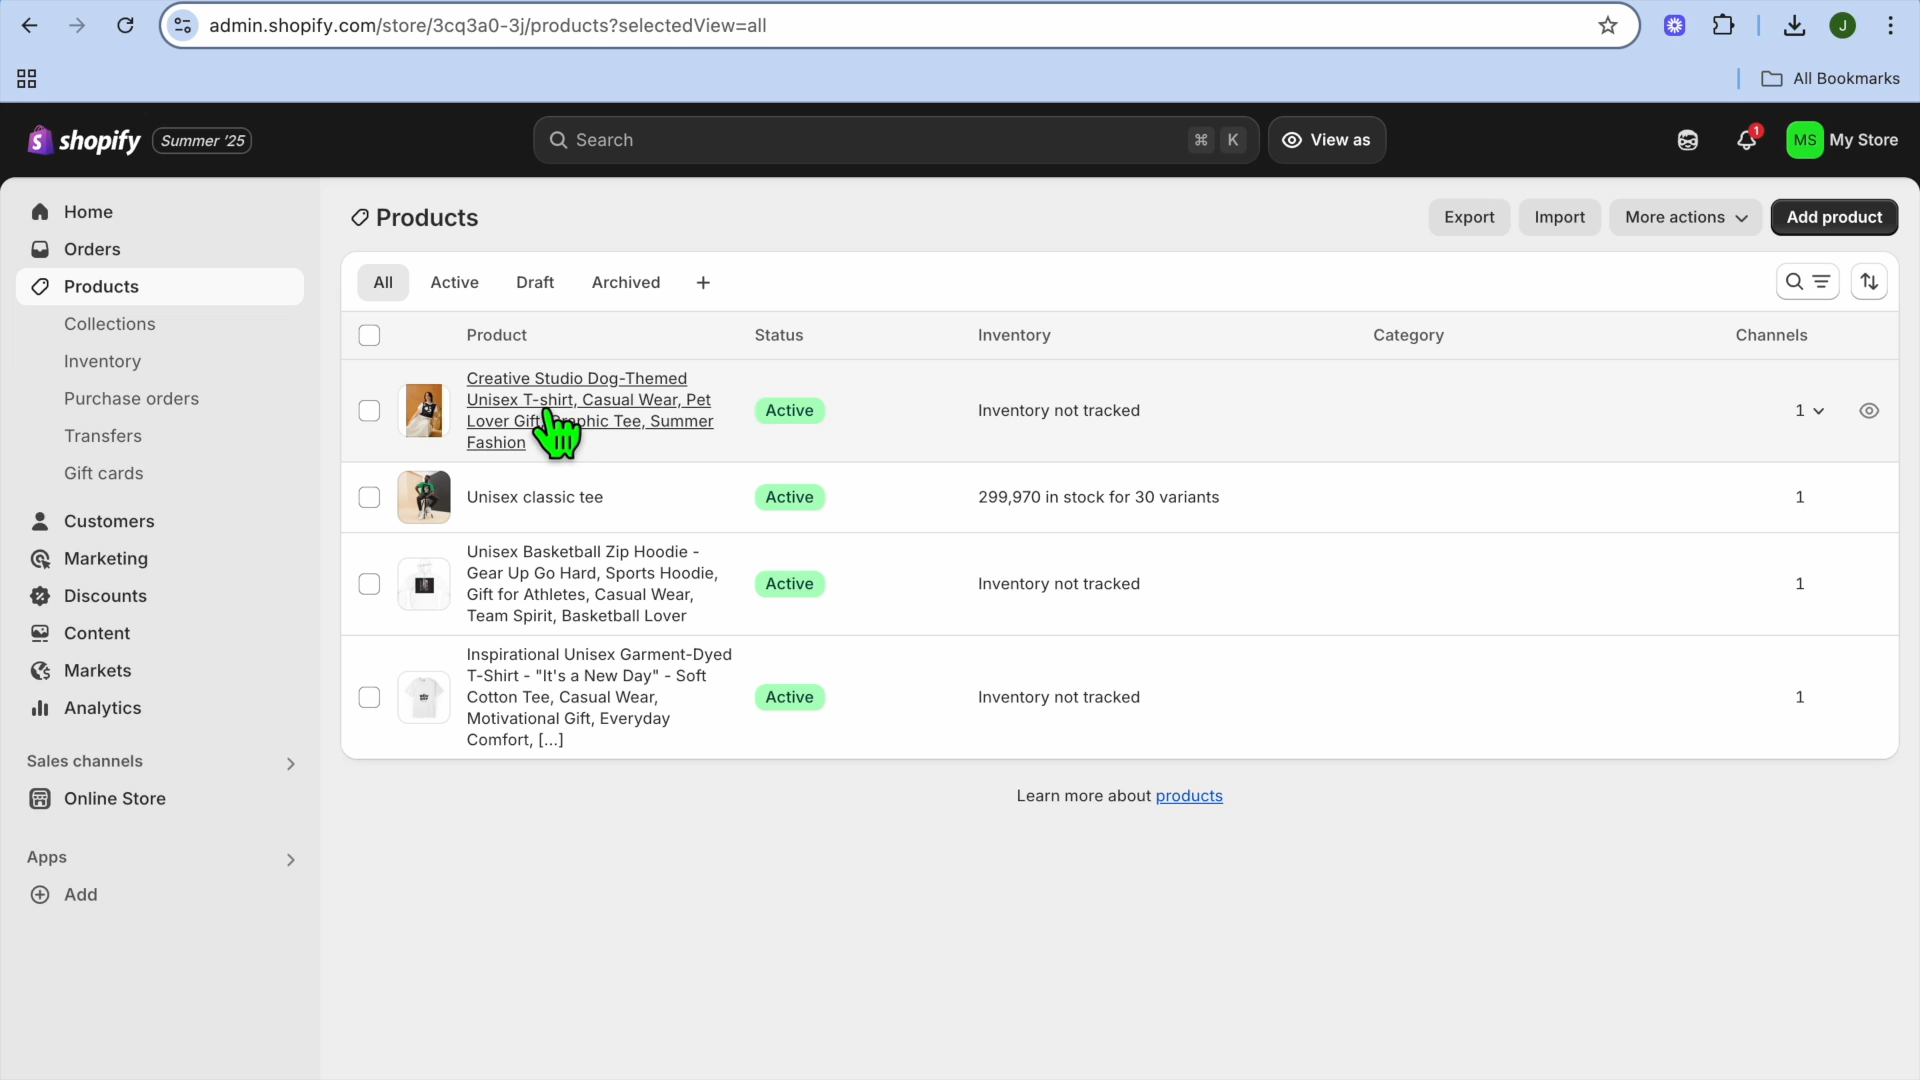 admin.shopify.com/store/3cq3a0-3j/products?selectedView=all
J
All Bookmarks
shopify
Summer '25
Search
⌘ K
View as
1
MS
My Store
Home
Orders
Products
Collections
Inventory
Purchase orders
Transfers
Gift cards
Customers
Marketing
Discounts
Content
Markets
Analytics
Sales channels
Online Store
Apps
Add
Products
Export
Import
More actions
Add product
All
Active
Draft
Archived
Product
Status
Inventory
Category
Channels
Creative Studio Dog-Themed
Unisex T-shirt, Casual Wear, Pet
Lover Gift, Graphic Tee, Summer
Fashion
Active
Inventory not tracked
1
Unisex classic tee
Active
299,970 in stock for 30 variants
1
Unisex Basketball Zip Hoodie -
Gear Up Go Hard, Sports Hoodie,
Gift for Athletes, Casual Wear,
Team Spirit, Basketball Lover
Active
Inventory not tracked
1
Inspirational Unisex Garment-Dyed
T-Shirt - "It's a New Day" - Soft
Cotton Tee, Casual Wear,
Motivational Gift, Everyday
Comfort, [...]
Active
Inventory not tracked
1
Learn more about products